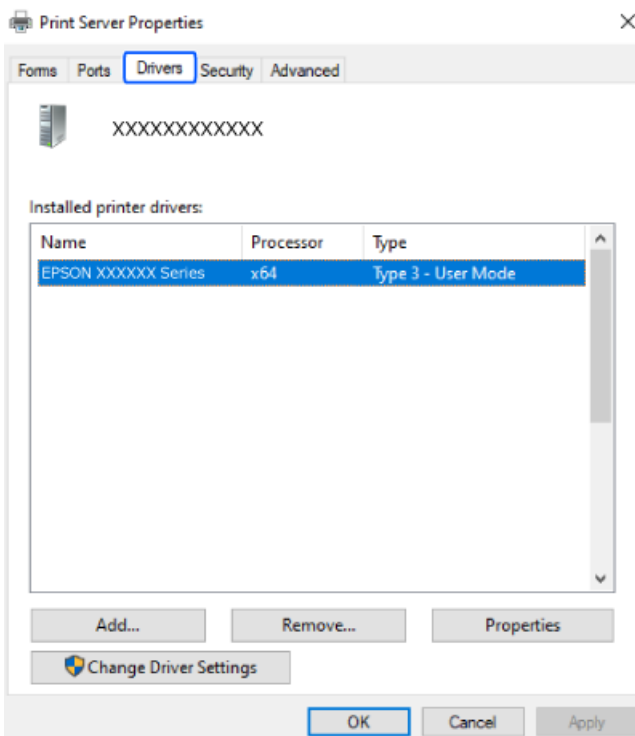 Print Server Properties
Forms Ports Drivers Security Advanced
XXXXXXXXXXXX
Installed printer drivers:
Name Processor Type
EPSON XXXXXX Series x64 Type 3 - User Mode
Add... Remove... Properties
Change Driver Settings
OK Cancel Apply